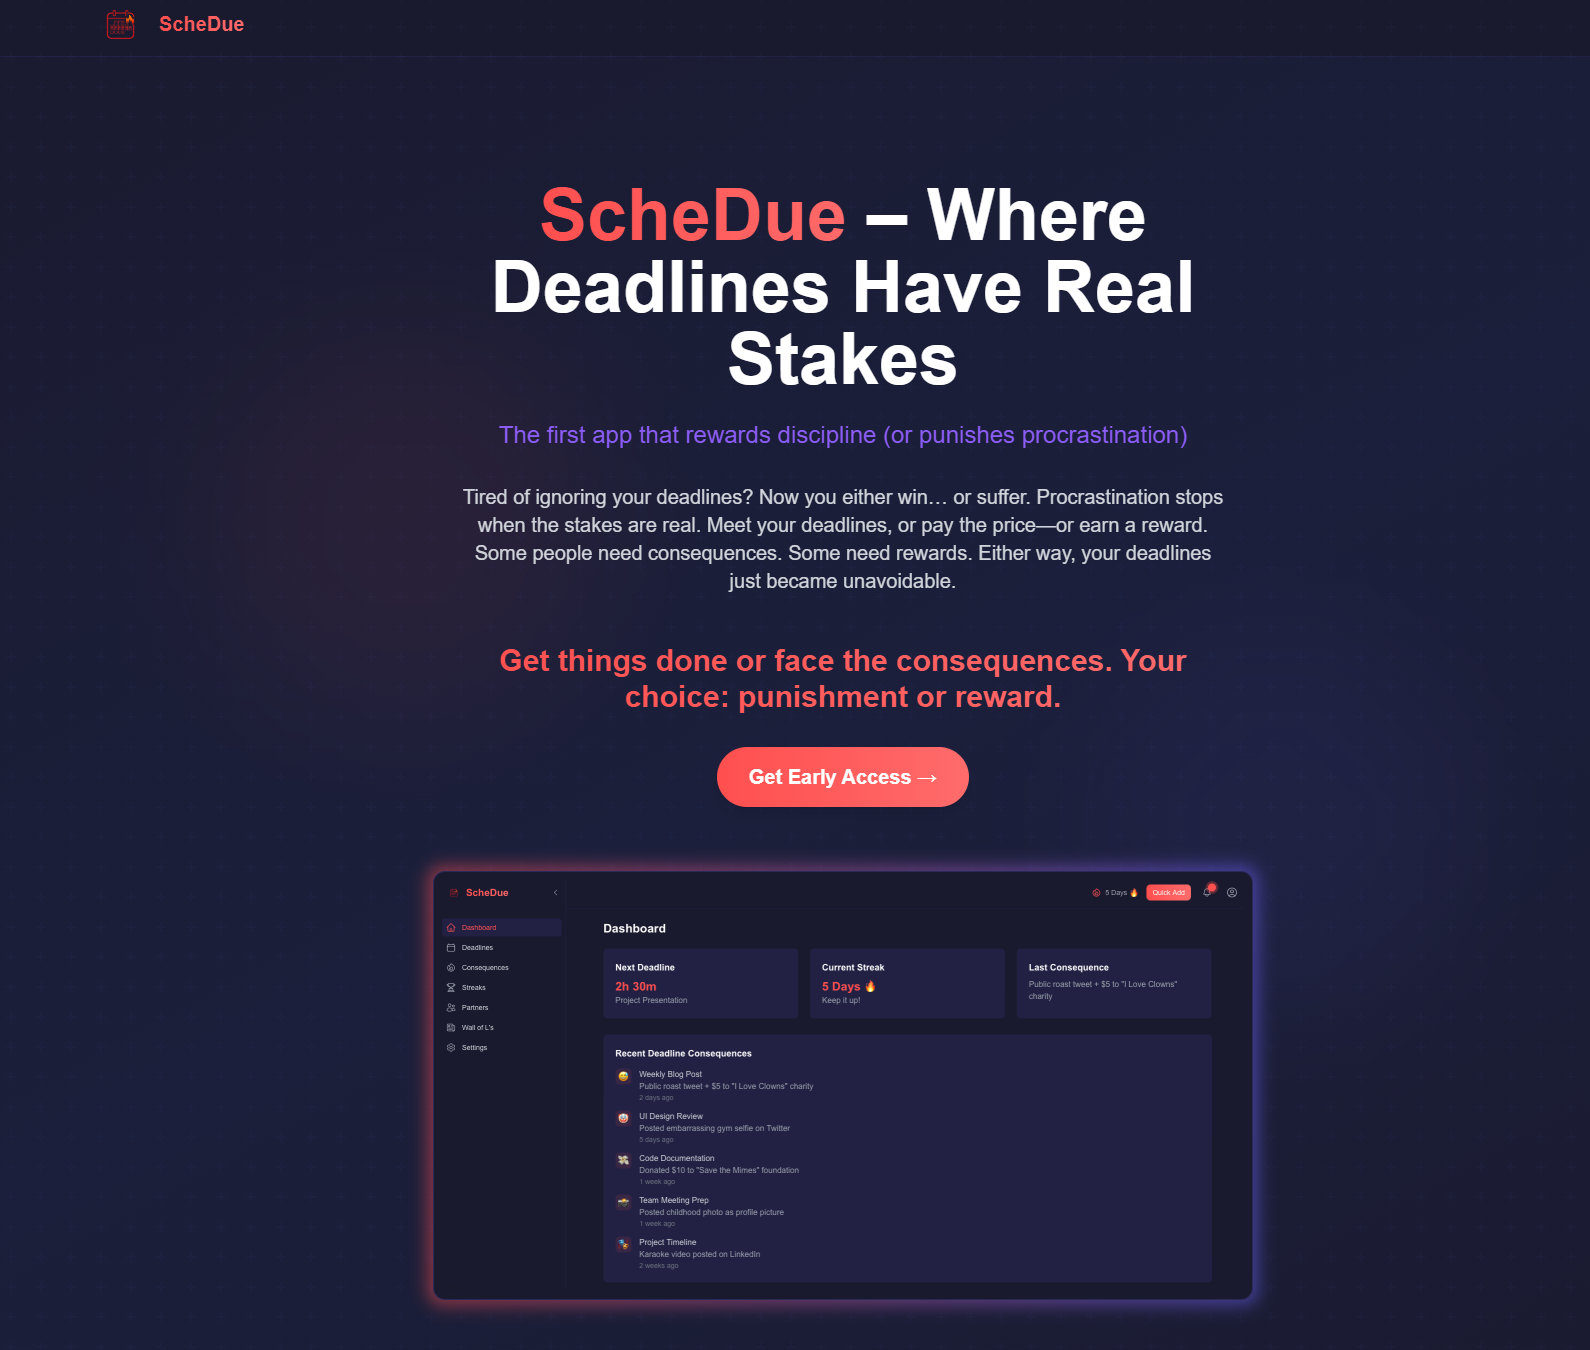 ScheDue
ScheDue – Where
Deadlines Have Real
Stakes
The first app that rewards discipline (or punishes procrastination)
Tired of ignoring your deadlines? Now you either win… or suffer. Procrastination stops
when the stakes are real. Meet your deadlines, or pay the price—or earn a reward.
Some people need consequences. Some need rewards. Either way, your deadlines
just became unavoidable.
Get things done or face the consequences. Your
choice: punishment or reward.
Get Early Access →
ScheDue
5 Days 🔥
Quick Add
Dashboard
Deadlines
Consequences
Streaks
Partners
Wall of L's
Settings
Dashboard
Next Deadline
2h 30m
Project Presentation
Current Streak
5 Days 🔥
Keep it up!
Last Consequence
Public roast tweet + $5 to "I Love Clowns"
charity
Recent Deadline Consequences
Weekly Blog Post
Public roast tweet + $5 to "I Love Clowns" charity
2 days ago
UI Design Review
Posted embarrassing gym selfie on Twitter
5 days ago
Code Documentation
Donated $10 to "Save the Mimes" foundation
1 week ago
Team Meeting Prep
Posted childhood photo as profile picture
1 week ago
Project Timeline
Karaoke video posted on LinkedIn
2 weeks ago